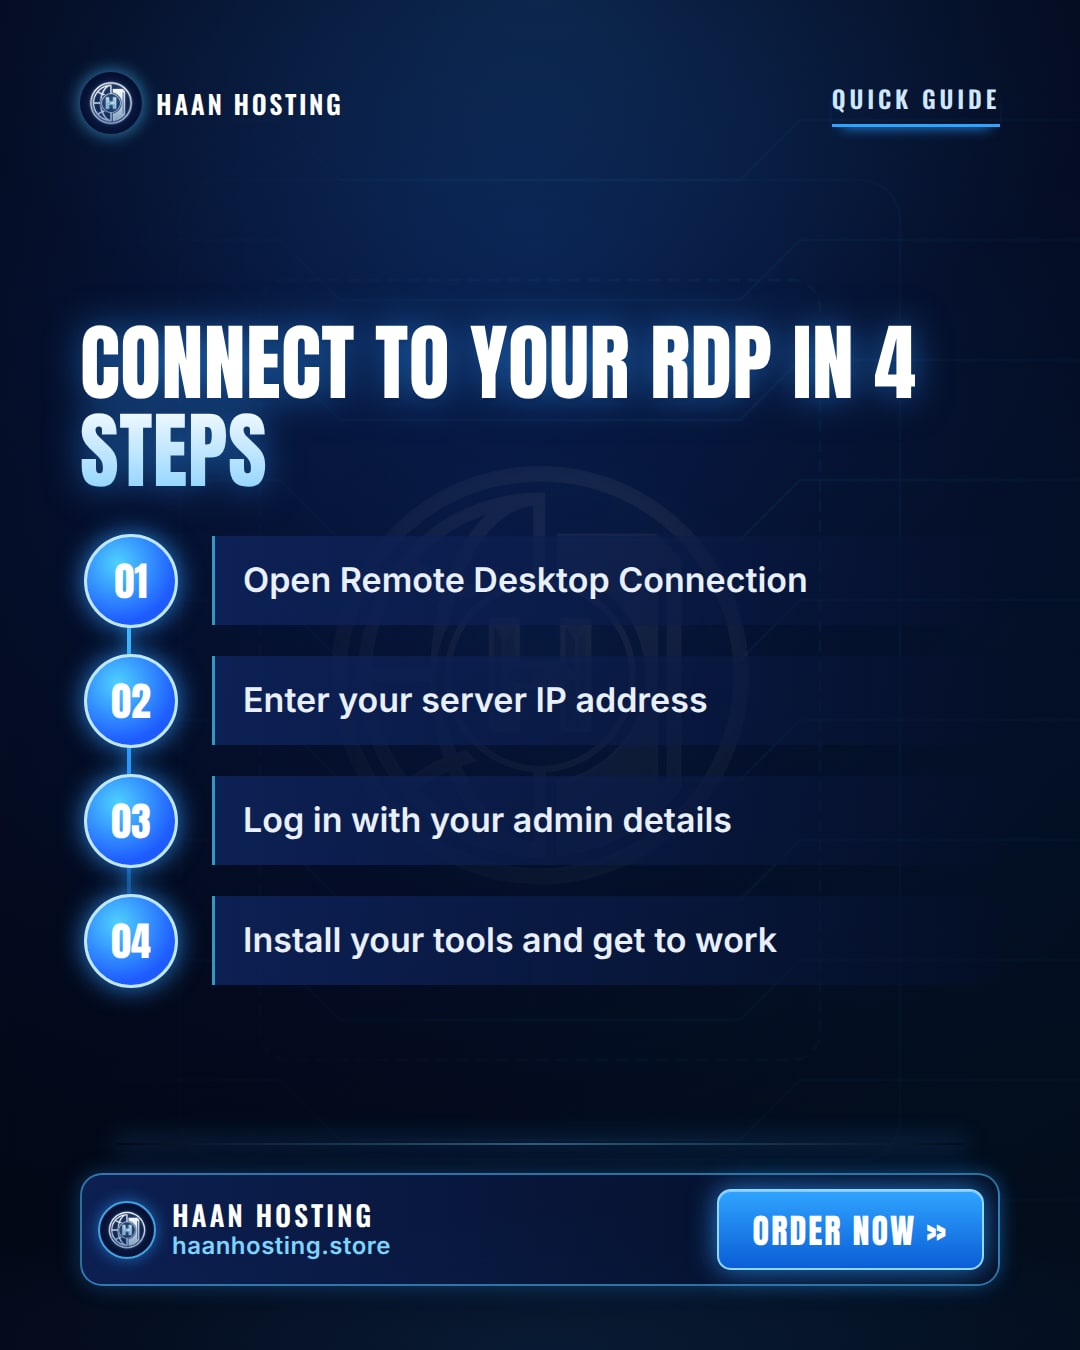 HAAN HOSTING
QUICK GUIDE
CONNECT TO YOUR RDP IN 4
STEPS
01
Open Remote Desktop Connection
02
Enter your server IP address
03
Log in with your admin details
04
Install your tools and get to work
HAAN HOSTING
haanhosting.store
ORDER NOW »